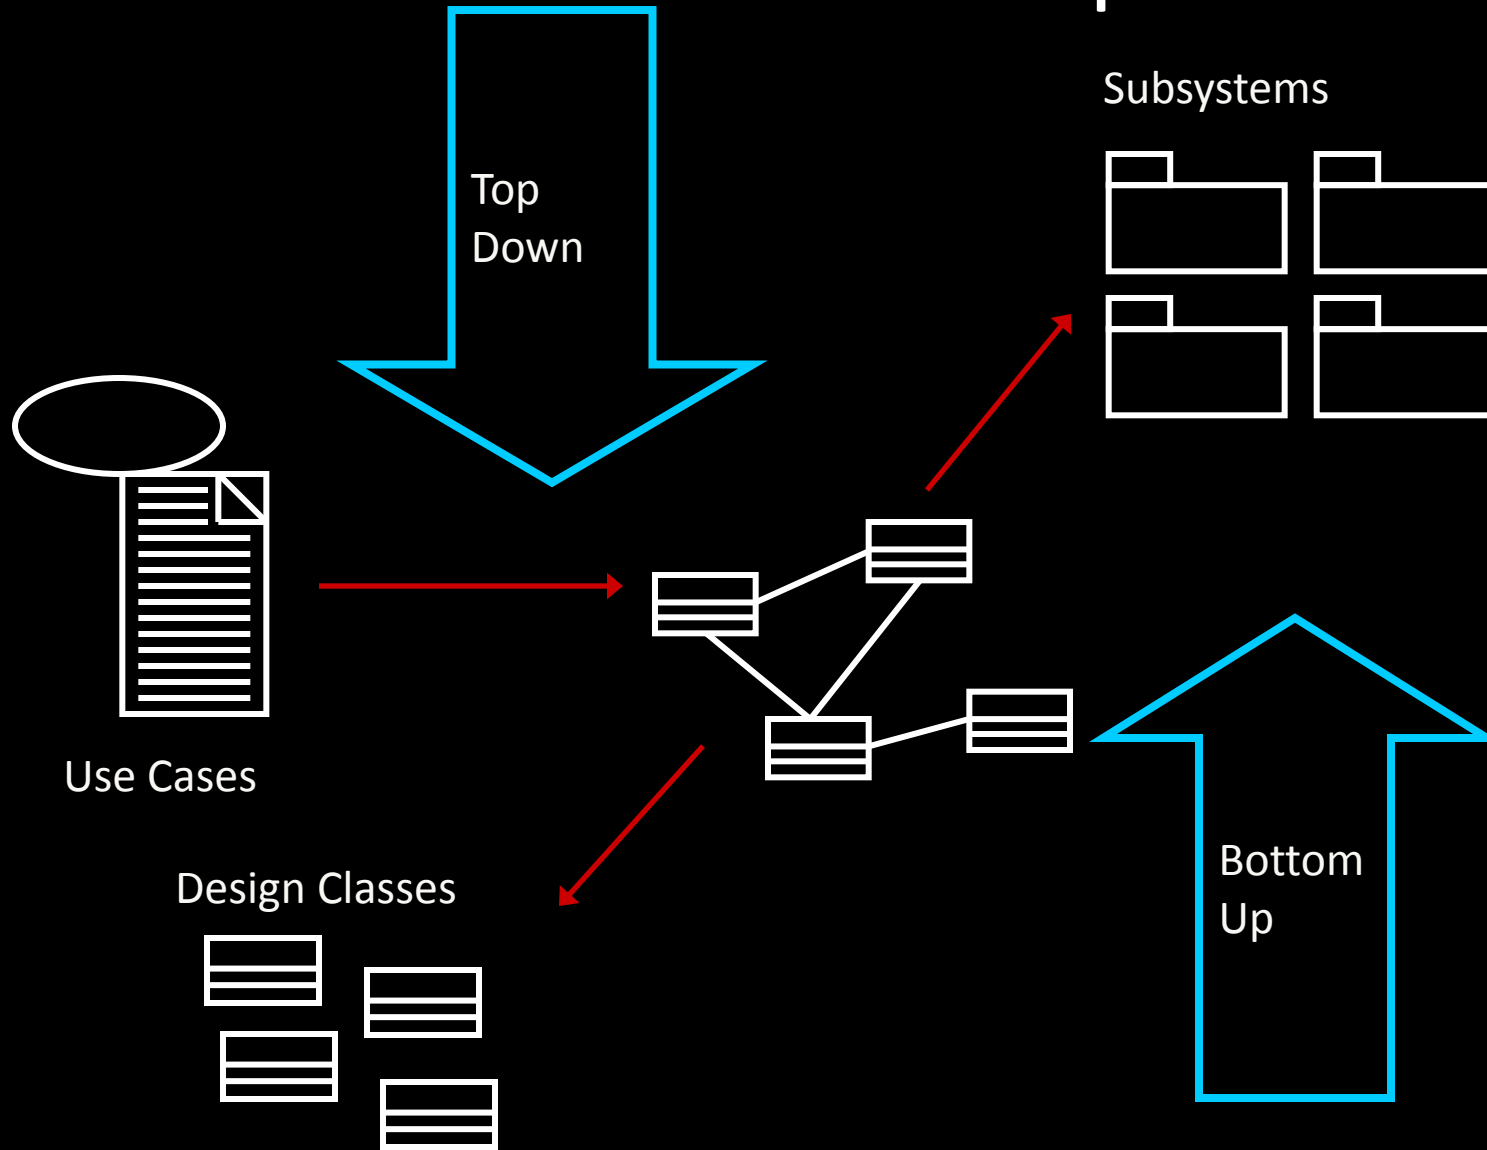 Subsystems
Top
Down
Use Cases
Design Classes
Bottom
Up